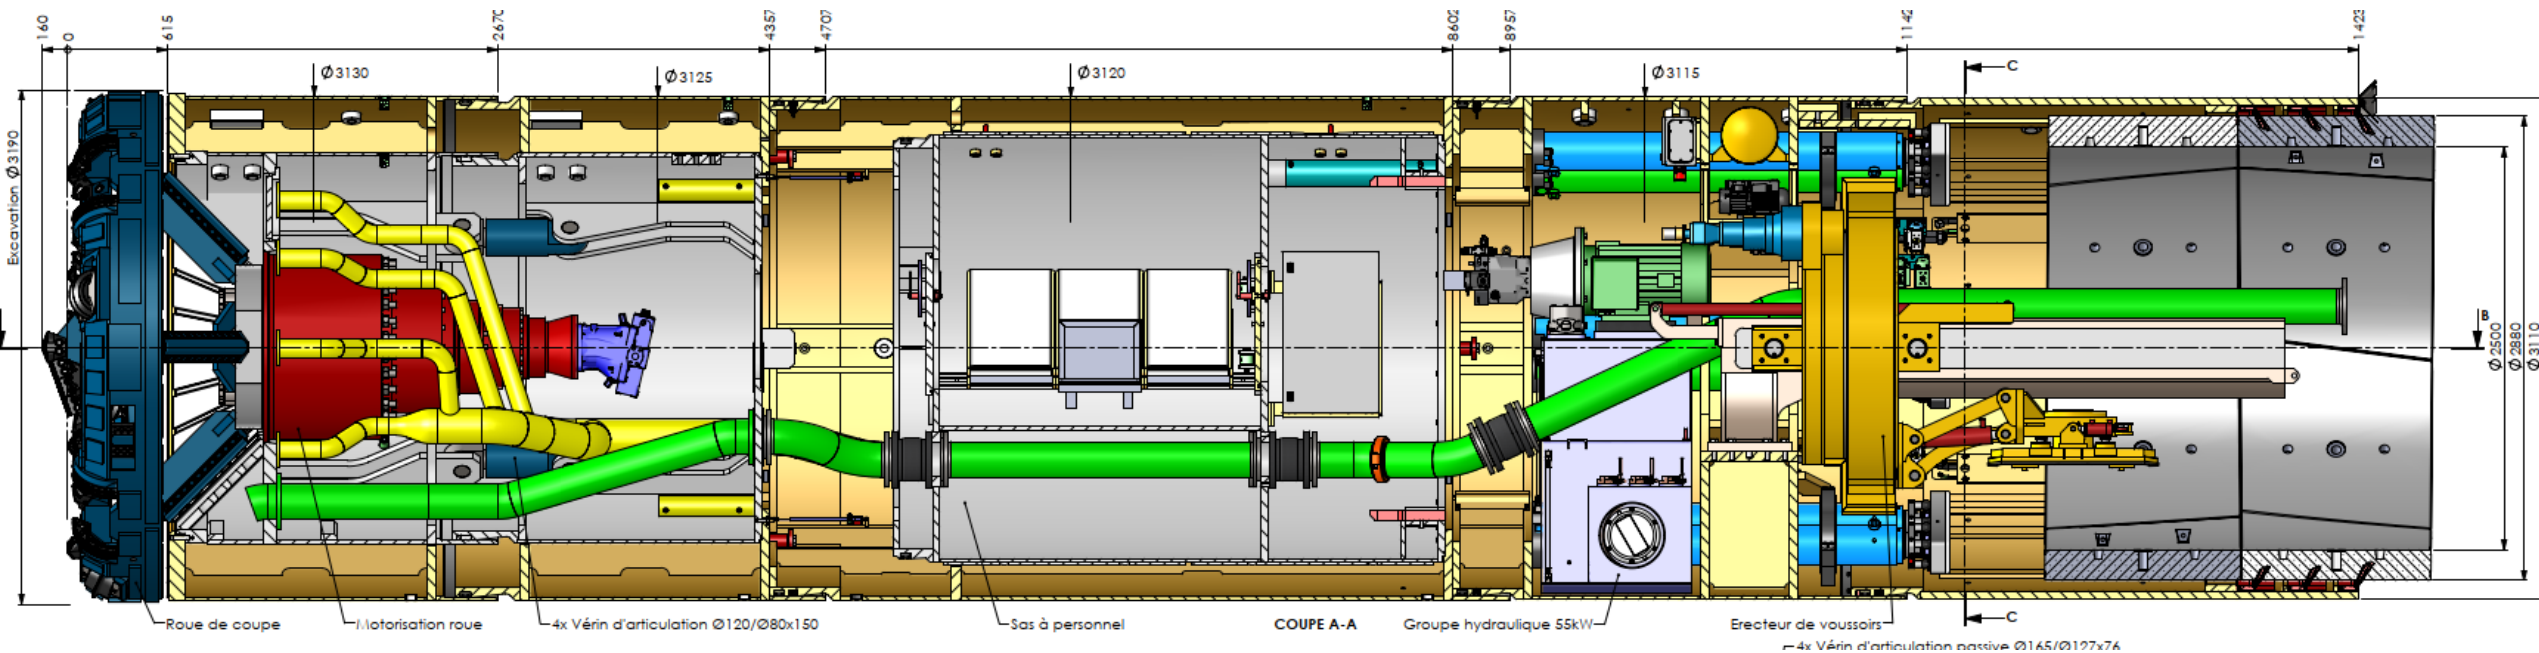 160
0
615
2670
4357
4707
8602
8957
Ø3130
Ø3125
Ø3120
Ø3115
C
Excavation Ø3190
B
Ø2500
Ø2880
Ø3110
Roue de coupe
Motorisation roue
4x Vérin d'articulation Ø120/Ø80x150
Sas à personnel
COUPE A-A
Groupe hydraulique 55kW
Erecteur de voussoirs
C
4x Vérin d'articulation passive Ø165/Ø127x76